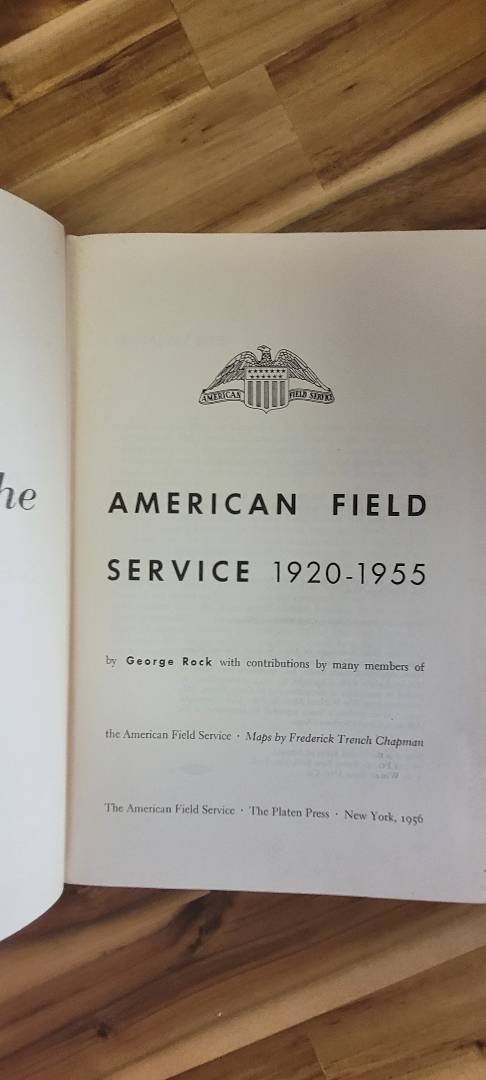 he
AMERICAN FIELD SERVICE
AMERICAN FIELD
SERVICE 1920-1955
by George Rock with contributions by many members of
the American Field Service · Maps by Frederick Trench Chapman
The American Field Service · The Platen Press · New York, 1956